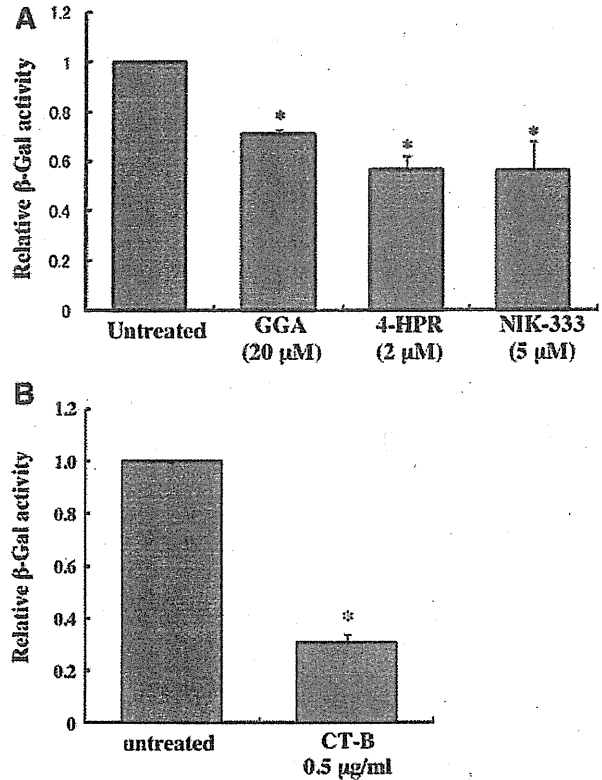 A
1.2
1
0.8
0.6
0.4
0.2
0
Relative β-Gal activity
*
*
*
Untreated
GGA
(20 μM)
4-HPR
(2 μM)
NIK-333
(5 μM)
B
1.2
1.0
0.8
0.6
0.4
0.2
0
Relative β-Gal activity
*
untreated
CT-B
0.5 μg/ml